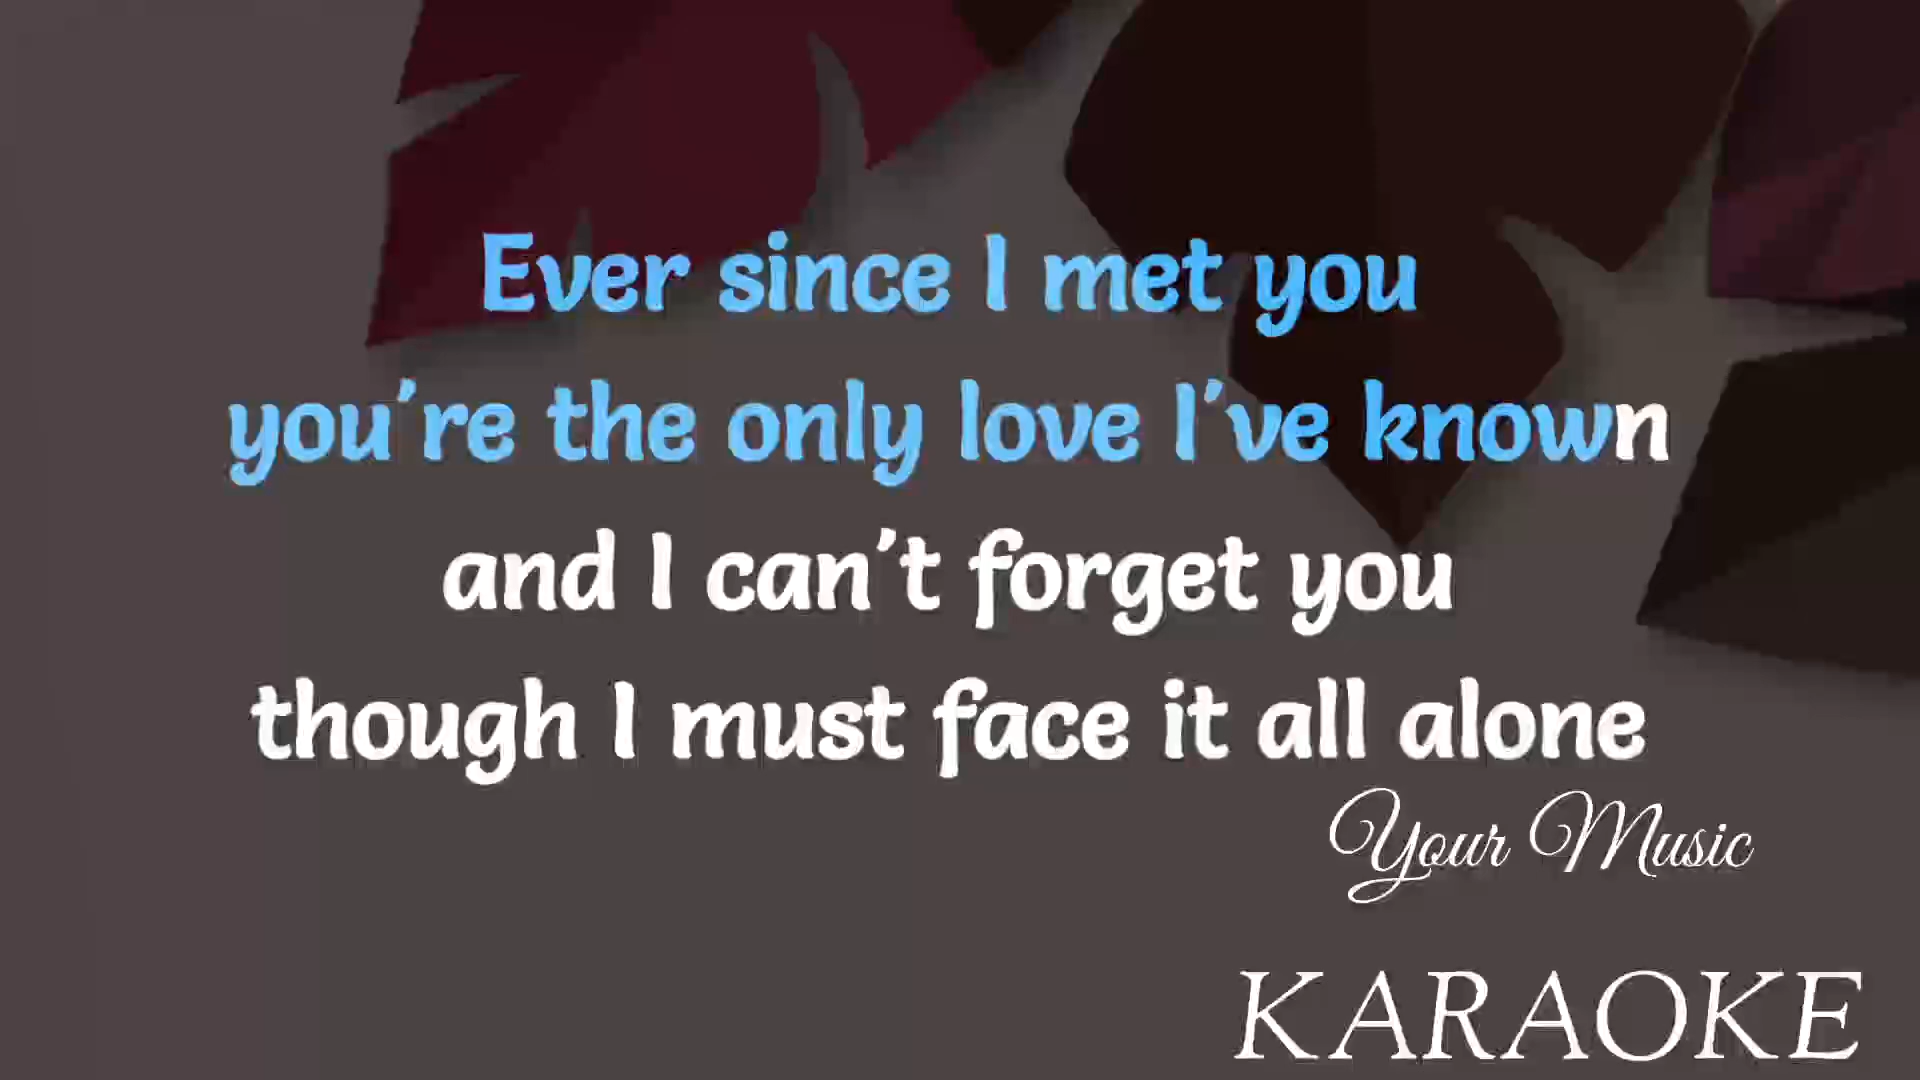 Ever since I met you
you're the only love I've known
and I can't forget you
though I must face it all alone
Your Music
KARAOKE